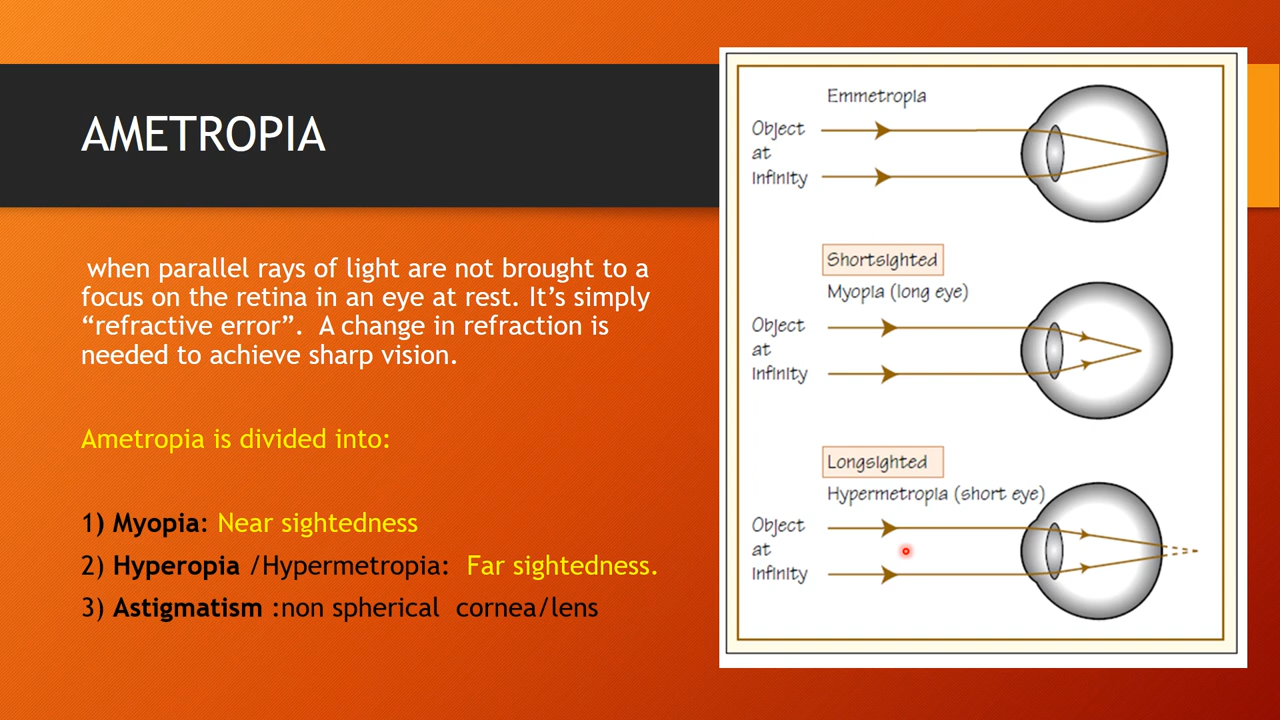 AMETROPIA
when parallel rays of light are not brought to a
focus on the retina in an eye at rest. It’s simply
“refractive error”.  A change in refraction is
needed to achieve sharp vision.
Ametropia is divided into:
1) Myopia: Near sightedness
2) Hyperopia /Hypermetropia:  Far sightedness.
3) Astigmatism :non spherical  cornea/lens
Emmetropia
Object
at
Infinity
Shortsighted
Myopia (long eye)
Object
at
Infinity
Longsighted
Hypermetropia (short eye)
Object
at
Infinity